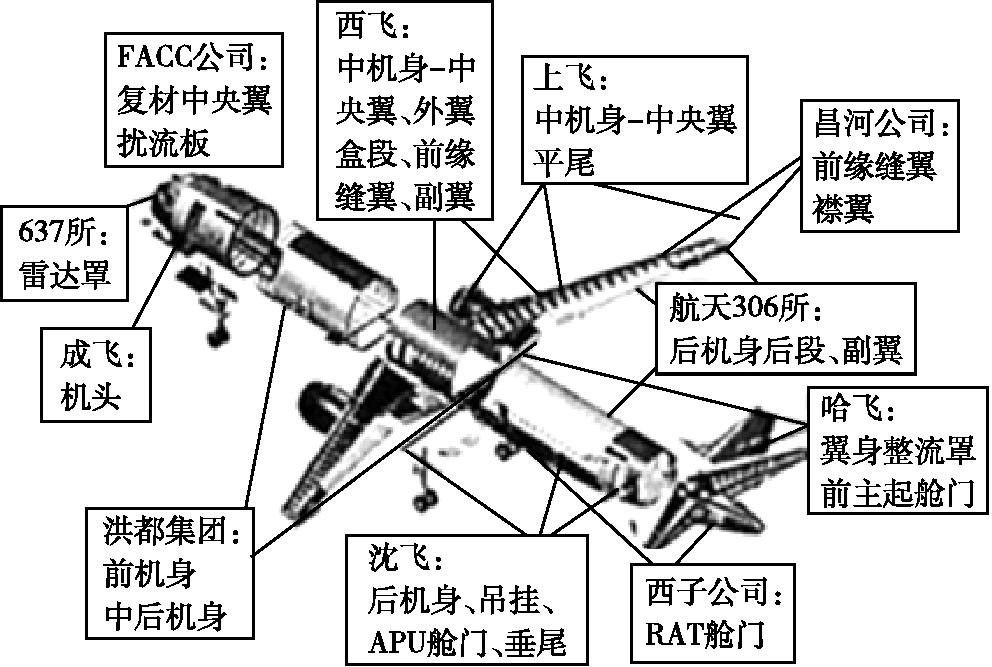 FACC公司：
复材中央翼
扰流板
西飞：
中机身-中
央翼、外翼
盒段、前缘
缝翼、副翼
上飞：
中机身-中央翼
平尾
昌河公司：
前缘缝翼
襟翼
637所：
雷达罩
成飞：
机头
航天306所：
后机身后段、副翼
哈飞：
翼身整流罩
前主起舱门
洪都集团：
前机身
中后机身
沈飞：
后机身、吊挂、
APU舱门、垂尾
西子公司：
RAT舱门